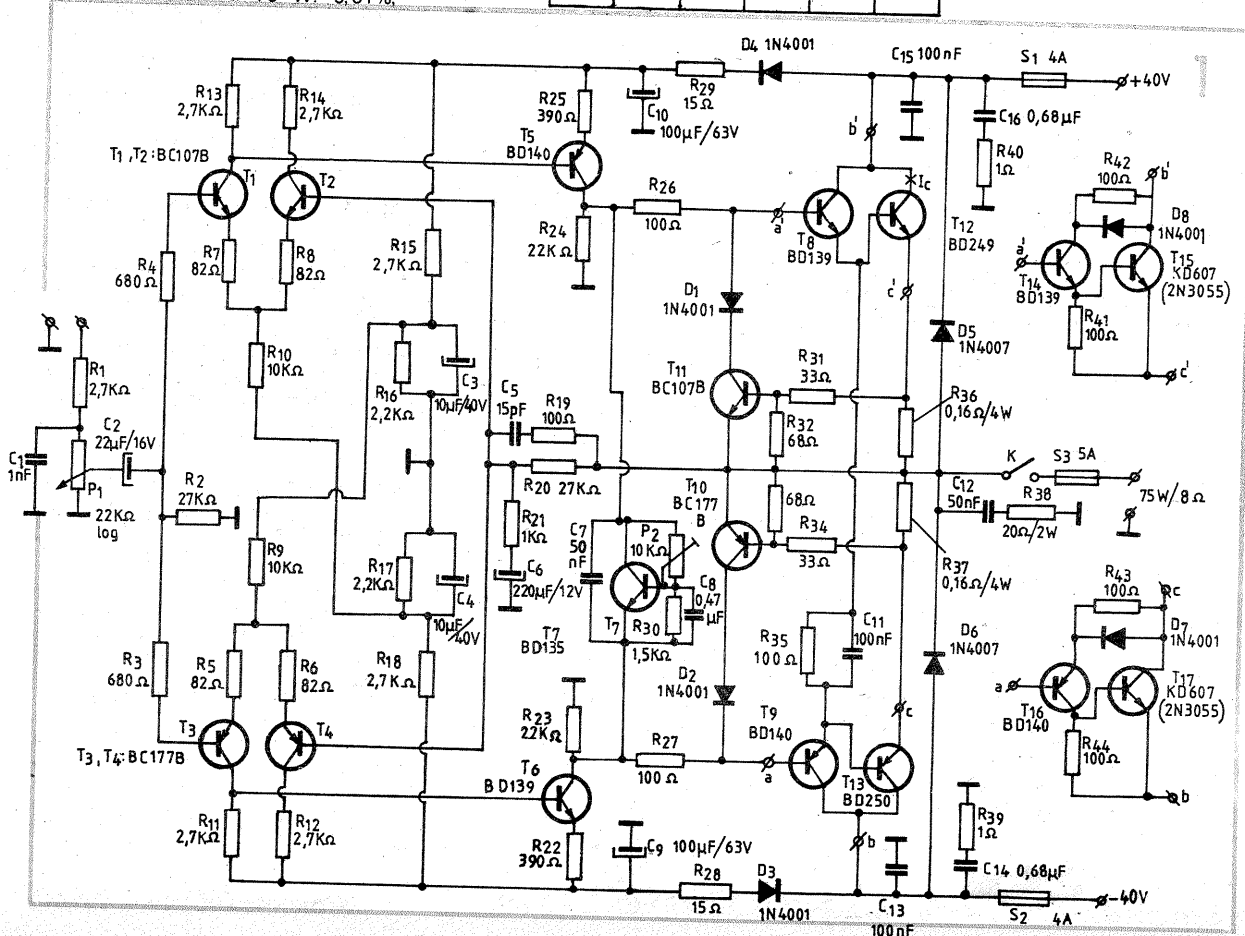 D4 1N4001
C15 100nF
S1 4A
+40V
R13
2,7KΩ
R14
2,7KΩ
R25
390Ω
R29
15Ω
C10
100µF/63V
b'
C16 0,68µF
R40
1Ω
R42
100Ω
b'
T1,T2:BC107B
T5
BD140
T1
T2
R26
100Ω
a'
Ic
T8
BD139
T12
BD249
D8
1N4001
a'
T14
BD139
T15
KD607
(2N3055)
R4
680Ω
R7
82Ω
R8
82Ω
R15
2,7KΩ
R24
22KΩ
D1
1N4001
c'
R41
100Ω
c'
D5
1N4007
R1
2,7KΩ
R10
10KΩ
R16
2,2KΩ
C3
10µF/40V
C5
15pF
R19
100Ω
T11
BC107B
R31
33Ω
R32
68Ω
R36
0,16Ω/4W
C1
1nF
C2
22µF/16V
P1
22KΩ
log
R2
27KΩ
R20 27KΩ
K
S3 5A
75W/8Ω
T10
BC177
B
68Ω
C12
50nF
R38
20Ω/2W
R21
1KΩ
C7
50
nF
P2
10KΩ
R34
33Ω
R9
10KΩ
R17
2,2KΩ
C4
10µF
/40V
C6
220µF/12V
T7
R30
1,5KΩ
C8
0,47
µF
R37
0,16Ω/4W
R43
100Ω
c
D7
1N4001
T7
BD135
R35
100Ω
C11
100nF
D6
1N4007
R3
680Ω
R5
82Ω
R6
82Ω
R18
2,7KΩ
D2
1N4001
a
T16
BD140
T17
KD607
(2N3055)
T3
T4
T3,T4:BC177B
R23
22KΩ
R27
100Ω
T9
BD140
a
c
T13
BD250
R44
100Ω
b
T6
BD139
R11
2,7KΩ
R12
2,7KΩ
R22
390Ω
C9 100µF/63V
b
R39
1Ω
C14 0,68µF
R28
15Ω
D3
1N4001
C13
100nF
S2 4A
-40V